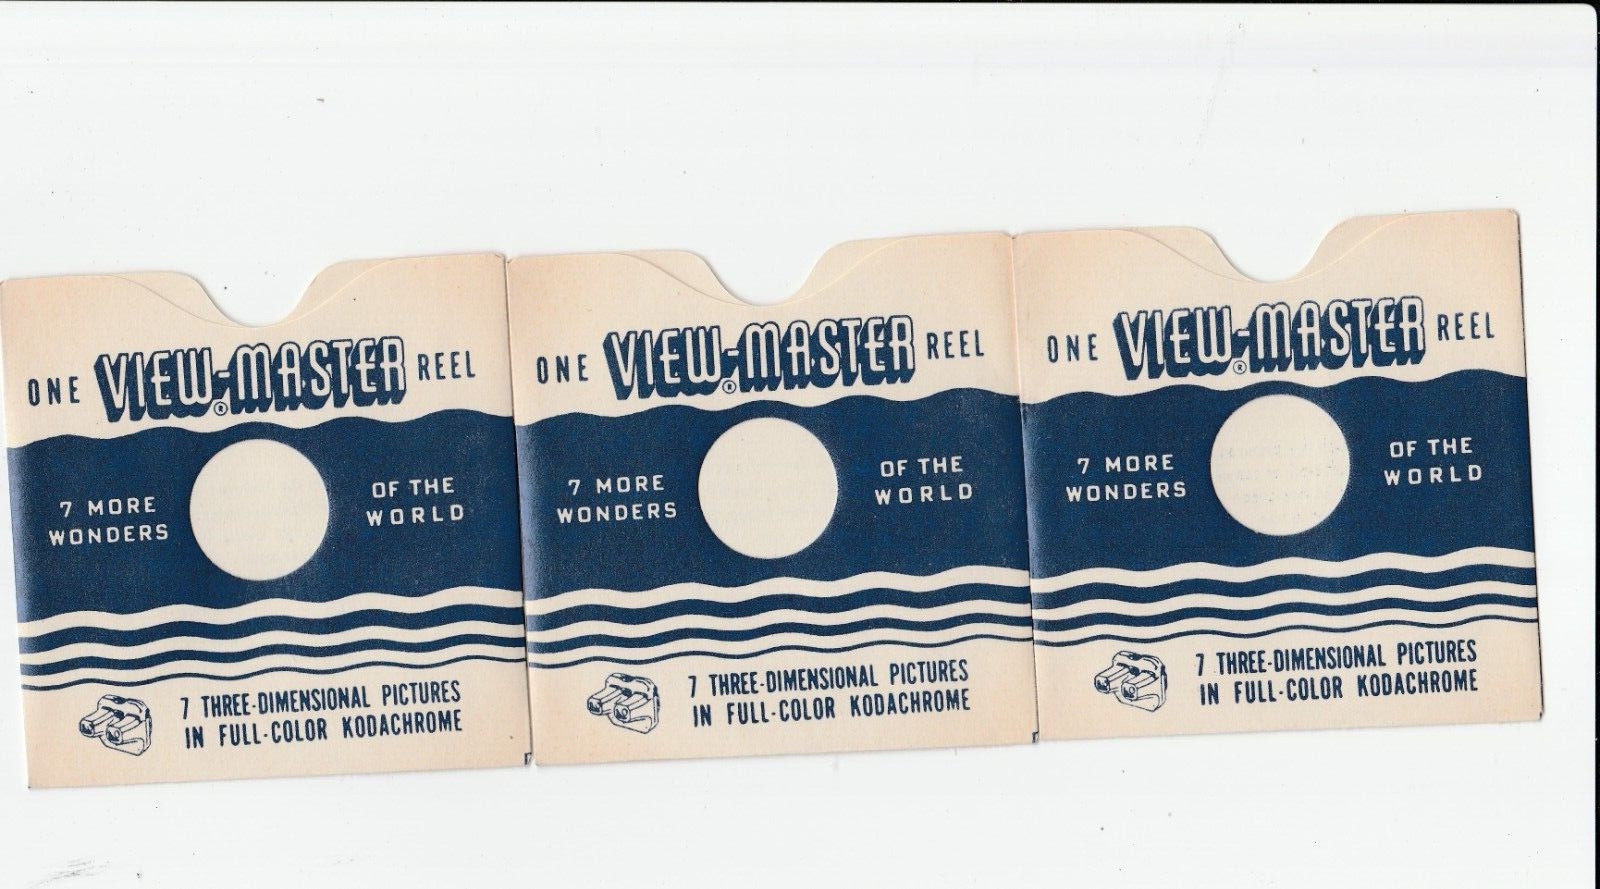 ONE VIEW-MASTER® REEL
7 MORE WONDERS
OF THE WORLD
7 THREE-DIMENSIONAL PICTURES
IN FULL-COLOR KODACHROME
ONE VIEW-MASTER® REEL
7 MORE WONDERS
OF THE WORLD
7 THREE-DIMENSIONAL PICTURES
IN FULL-COLOR KODACHROME
ONE VIEW-MASTER® REEL
7 MORE WONDERS
OF THE WORLD
7 THREE-DIMENSIONAL PICTURES
IN FULL-COLOR KODACHROME